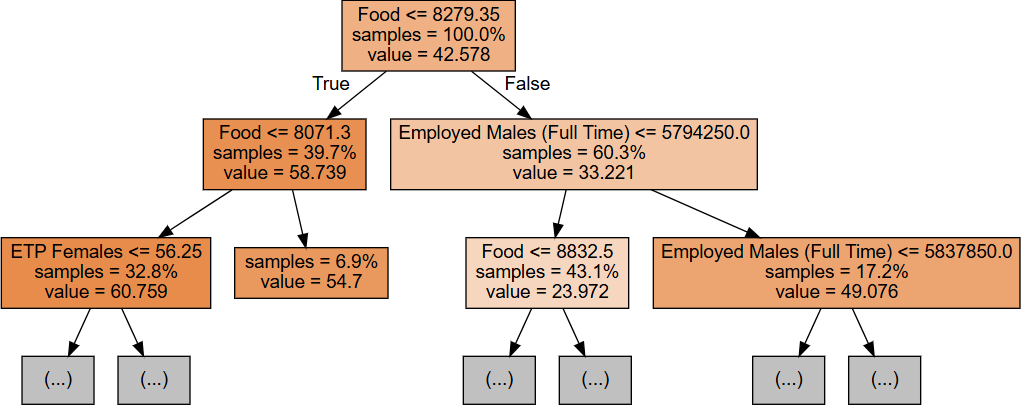 Food <= 8279.35
samples = 100.0%
value = 42.578
True
False
Food <= 8071.3
samples = 39.7%
value = 58.739
Employed Males (Full Time) <= 5794250.0
samples = 60.3%
value = 33.221
ETP Females <= 56.25
samples = 32.8%
value = 60.759
samples = 6.9%
value = 54.7
Food <= 8832.5
samples = 43.1%
value = 23.972
Employed Males (Full Time) <= 5837850.0
samples = 17.2%
value = 49.076
(...)
(...)
(...)
(...)
(...)
(...)